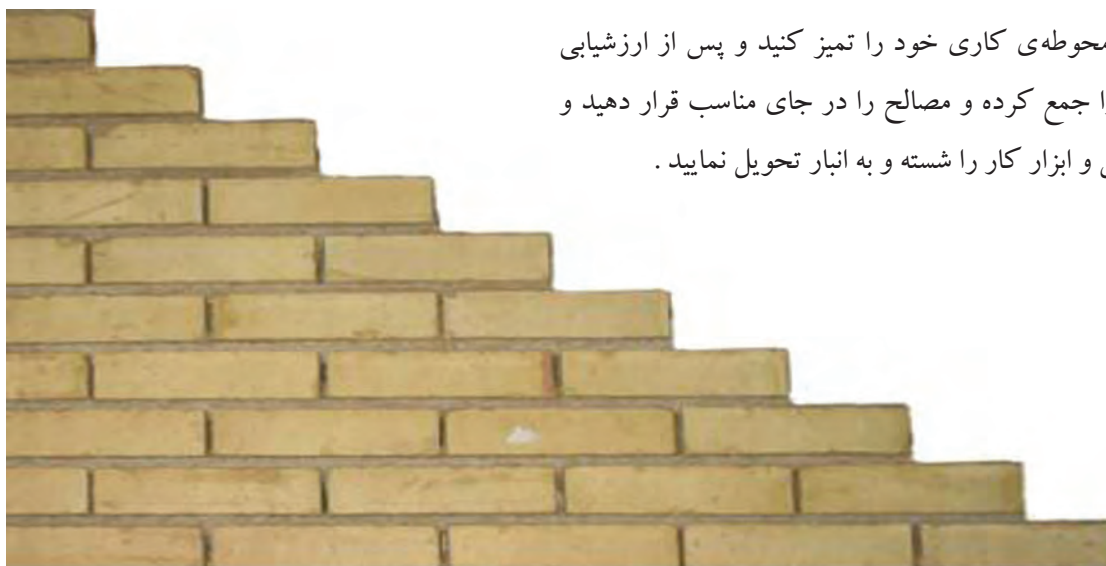 محوطه‌ی کاری خود را تمیز کنید و پس از ارزشیابی
جمع کرده و مصالح را در جای مناسب قرار دهید و
و ابزار کار را شسته و به انبار تحویل نمایید .